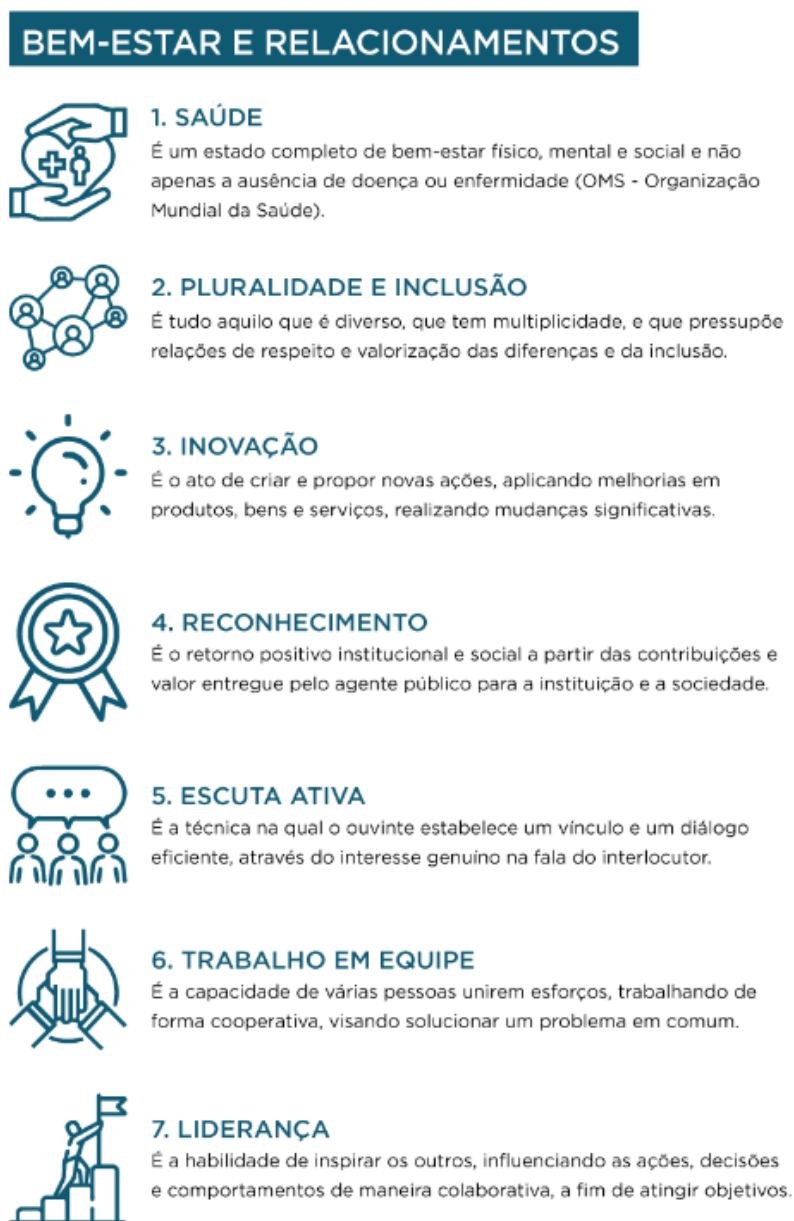 BEM-ESTAR E RELACIONAMENTOS
1. SAÚDE
É um estado completo de bem-estar físico, mental e social e não
apenas a ausência de doença ou enfermidade (OMS - Organização
Mundial da Saúde).
2. PLURALIDADE E INCLUSÃO
É tudo aquilo que é diverso, que tem multiplicidade, e que pressupõe
relações de respeito e valorização das diferenças e da inclusão.
3. INOVAÇÃO
É o ato de criar e propor novas ações, aplicando melhorias em
produtos, bens e serviços, realizando mudanças significativas.
4. RECONHECIMENTO
É o retorno positivo institucional e social a partir das contribuições e
valor entregue pelo agente público para a instituição e a sociedade.
5. ESCUTA ATIVA
É a técnica na qual o ouvinte estabelece um vínculo e um diálogo
eficiente, através do interesse genuíno na fala do interlocutor.
6. TRABALHO EM EQUIPE
É a capacidade de várias pessoas unirem esforços, trabalhando de
forma cooperativa, visando solucionar um problema em comum.
7. LIDERANÇA
É a habilidade de inspirar os outros, influenciando as ações, decisões
e comportamentos de maneira colaborativa, a fim de atingir objetivos.